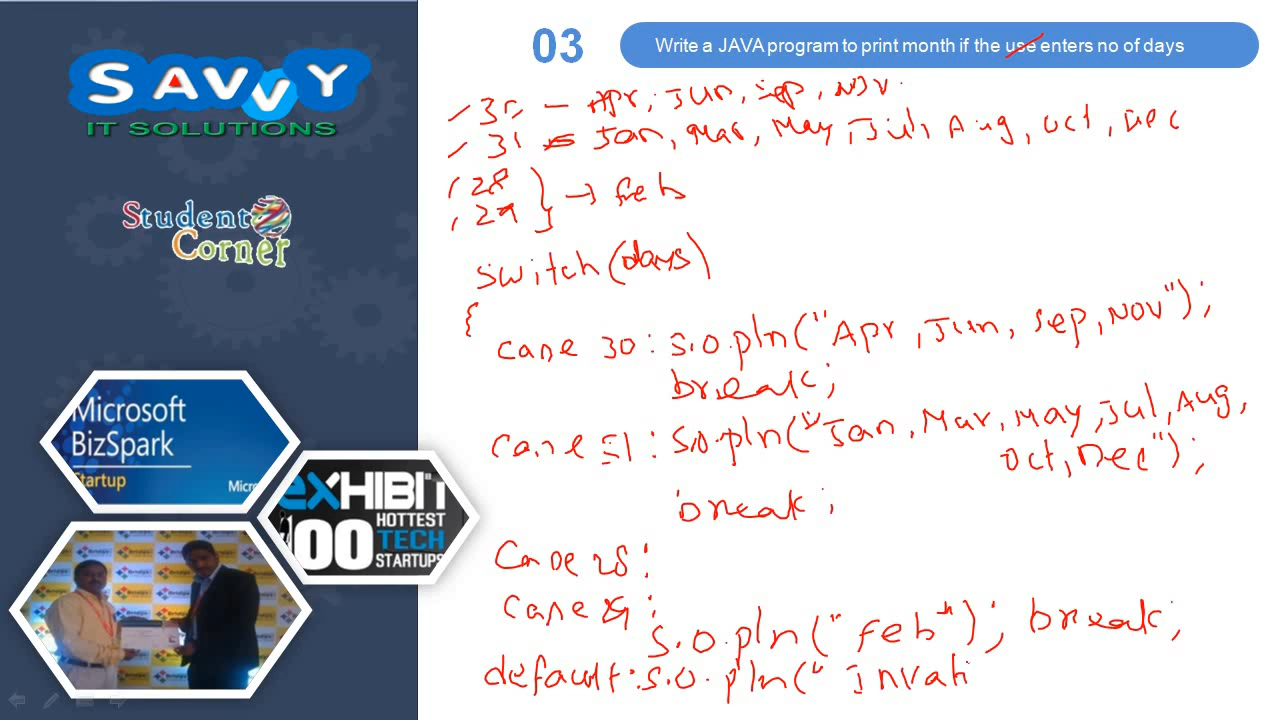 SAVVY
IT SOLUTIONS
Student
Corner
Microsoft
BizSpark
Startup
Micros
EXHIBIT
100
HOTTEST
TECH
STARTUPS
03
Write a JAVA program to print month if the use enters no of days
30 - Apr, Jun, Sep, Nov.
31 - Jan, Mar, May, Jul, Aug, Oct, Dec
28
29 } → Feb
switch(days)
{
case 30: S.O.pln("Apr, Jun, Sep, Nov");
break;
case 31: S.O.pln("Jan, Mar, May, Jul, Aug,
Oct, Dec");
break;
case 28:
case 29:
S.O.pln("Feb"); break;
default: S.O.pln("Invali